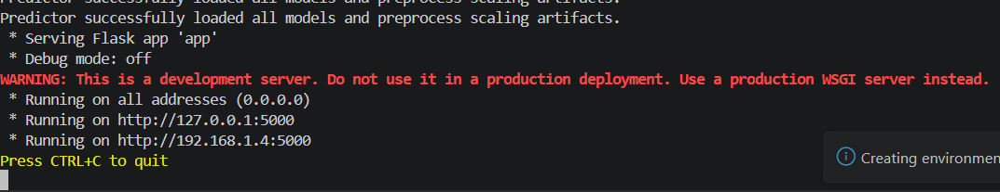 Predictor successfully loaded all models and preprocess scaling artifacts.
Predictor successfully loaded all models and preprocess scaling artifacts.
 * Serving Flask app 'app'
 * Debug mode: off
WARNING: This is a development server. Do not use it in a production deployment. Use a production WSGI server instead.
 * Running on all addresses (0.0.0.0)
 * Running on http://127.0.0.1:5000
 * Running on http://192.168.1.4:5000
Press CTRL+C to quit
Creating environmen